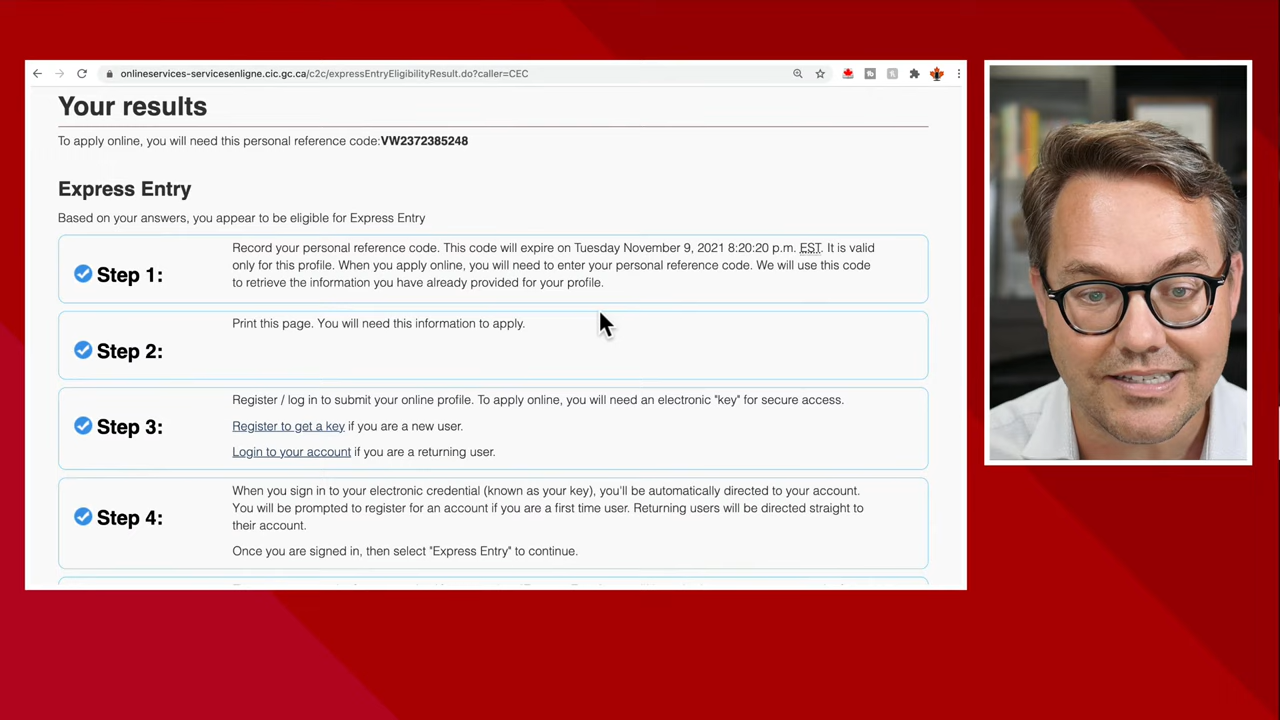 onlineservices-servicesenligne.cic.gc.ca/c2c/expressEntryEligibilityResult.do?caller=CEC
Your results
To apply online, you will need this personal reference code:VW2372385248
Express Entry
Based on your answers, you appear to be eligible for Express Entry
Step 1:
Record your personal reference code. This code will expire on Tuesday November 9, 2021 8:20:20 p.m. EST. It is valid
only for this profile. When you apply online, you will need to enter your personal reference code. We will use this code
to retrieve the information you have already provided for your profile.
Step 2:
Print this page. You will need this information to apply.
Step 3:
Register / log in to submit your online profile. To apply online, you will need an electronic "key" for secure access.
Register to get a key if you are a new user.
Login to your account if you are a returning user.
Step 4:
When you sign in to your electronic credential (known as your key), you'll be automatically directed to your account.
You will be prompted to register for an account if you are a first time user. Returning users will be directed straight to
their account.
Once you are signed in, then select "Express Entry" to continue.